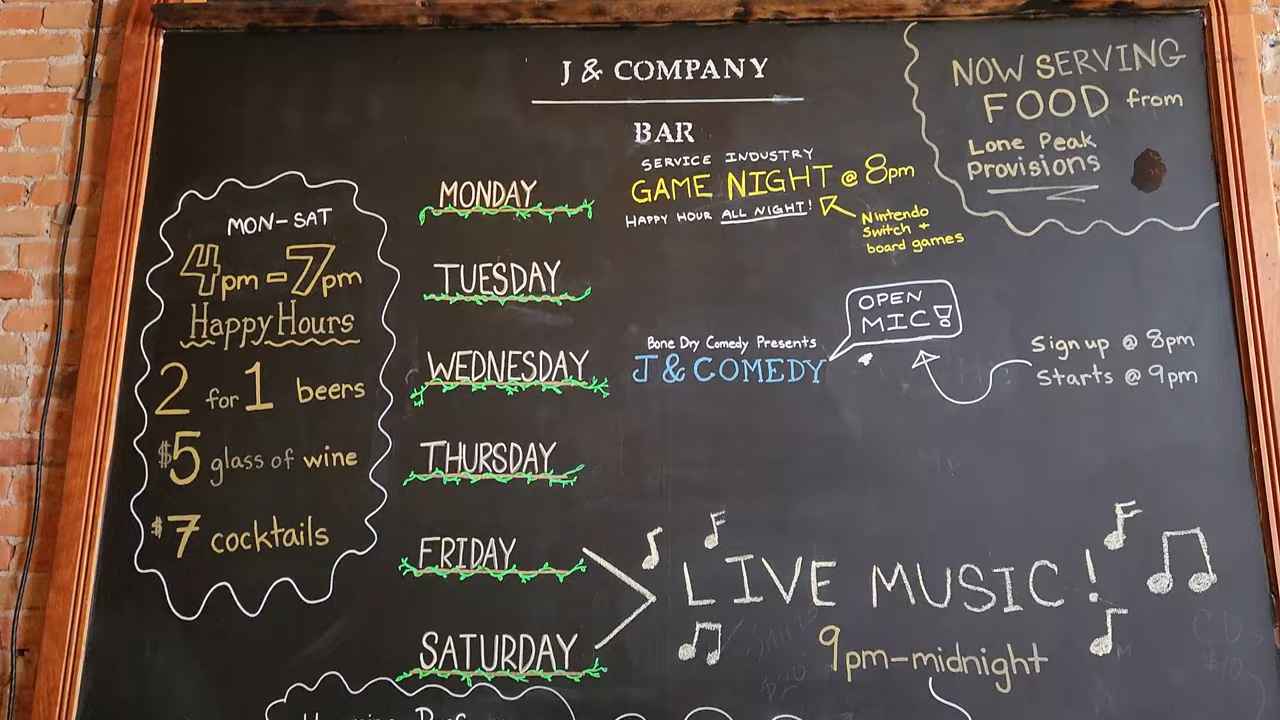 J & COMPANY
BAR
NOW SERVING
FOOD from
Lone Peak
Provisions
MON-SAT
4pm-7pm
Happy Hours
2 for 1 beers
$5 glass of wine
$7 cocktails
MONDAY
SERVICE INDUSTRY
GAME NIGHT @ 8pm
HAPPY HOUR ALL NIGHT!
Nintendo
Switch +
board games
TUESDAY
WEDNESDAY
Bone Dry Comedy Presents
J & COMEDY
OPEN
MIC!
Sign up @ 8pm
Starts @ 9pm
THURSDAY
FRIDAY
SATURDAY
LIVE MUSIC!
9pm-midnight